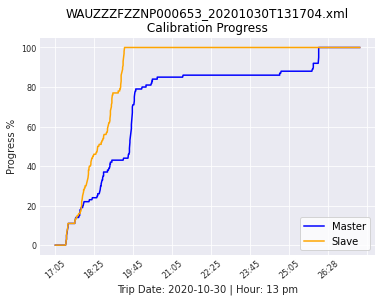 WAUZZZFZZNP000653_20201030T131704.xml
Calibration Progress
Progress %
100
80
60
40
20
0
17:05
18:25
19:45
21:05
22:25
23:45
25:05
26:28
Master
Slave
Trip Date: 2020-10-30 | Hour: 13 pm